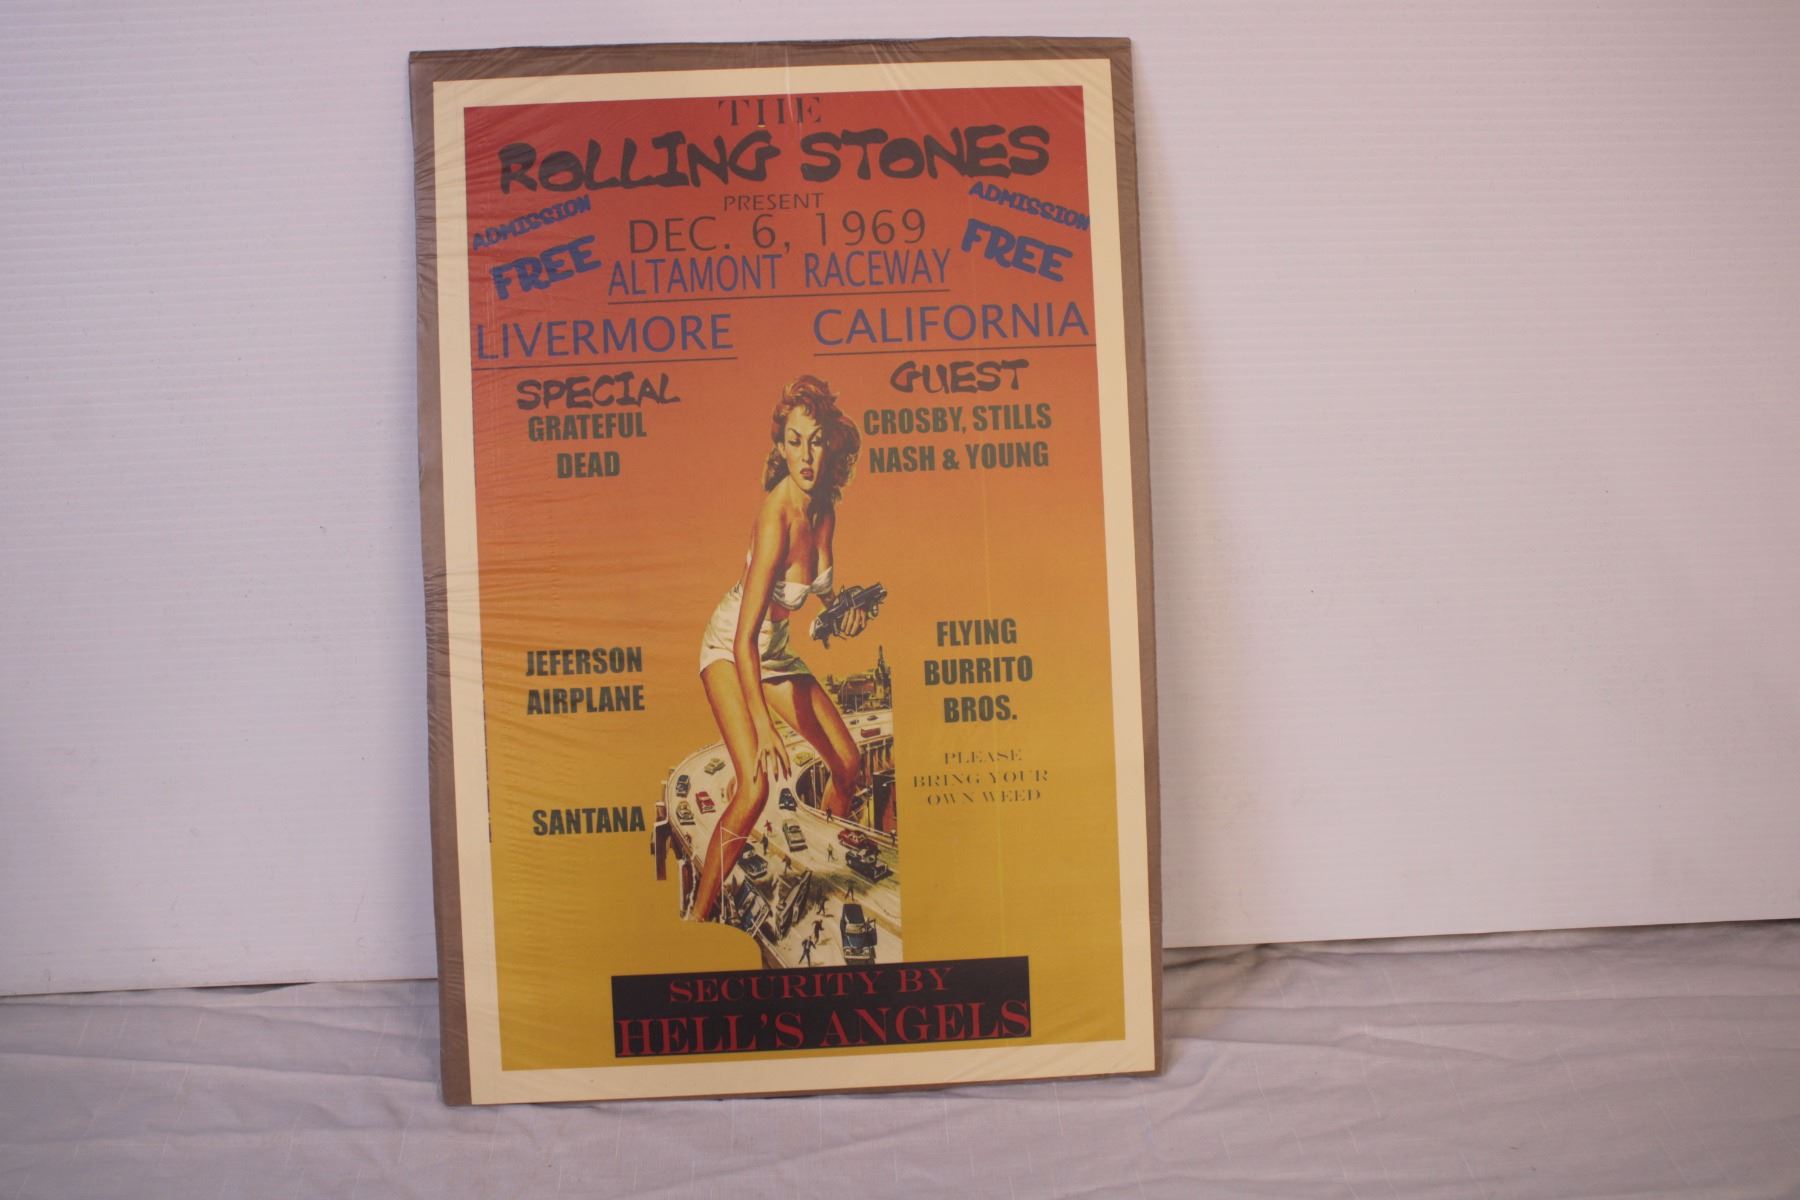 THE
ROLLING STONES
PRESENT
ADMISSION
FREE
DEC. 6, 1969
ADMISSION
FREE
ALTAMONT RACEWAY
LIVERMORE CALIFORNIA
SPECIAL GUEST
GRATEFUL
DEAD
CROSBY, STILLS
NASH & YOUNG
JEFERSON
AIRPLANE
FLYING
BURRITO
BROS.
PLEASE
BRING YOUR
OWN WEED
SANTANA
SECURITY BY
HELL'S ANGELS